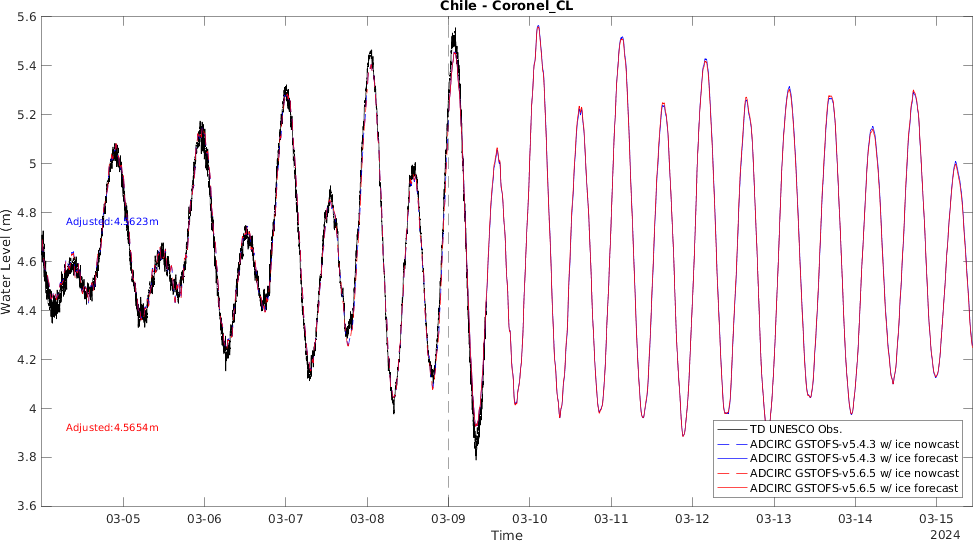 Chile - Coronel_CL
5.6
5.4
5.2
5
4.8
4.6
4.4
4.2
4
3.8
3.6
Water Level (m)
Adjusted:4.5623m
Adjusted:4.5654m
TD UNESCO Obs.
ADCIRC GSTOFS-v5.4.3 w/ ice nowcast
ADCIRC GSTOFS-v5.4.3 w/ ice forecast
ADCIRC GSTOFS-v5.6.5 w/ ice nowcast
ADCIRC GSTOFS-v5.6.5 w/ ice forecast
03-05 03-06 03-07 03-08 03-09 03-10 03-11 03-12 03-13 03-14 03-15
Time
2024